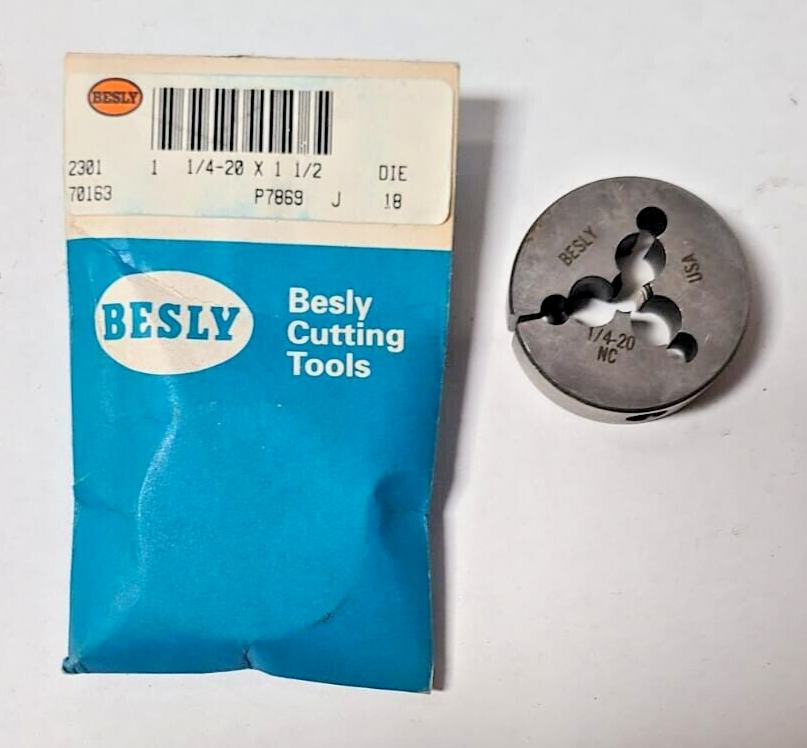 BESLY
2301 1 1/4-20 X 1 1/2 DIE
70163 P7869 J 18
BESLY
Besly
Cutting
Tools
BESLY
USA
1/4-20
NC